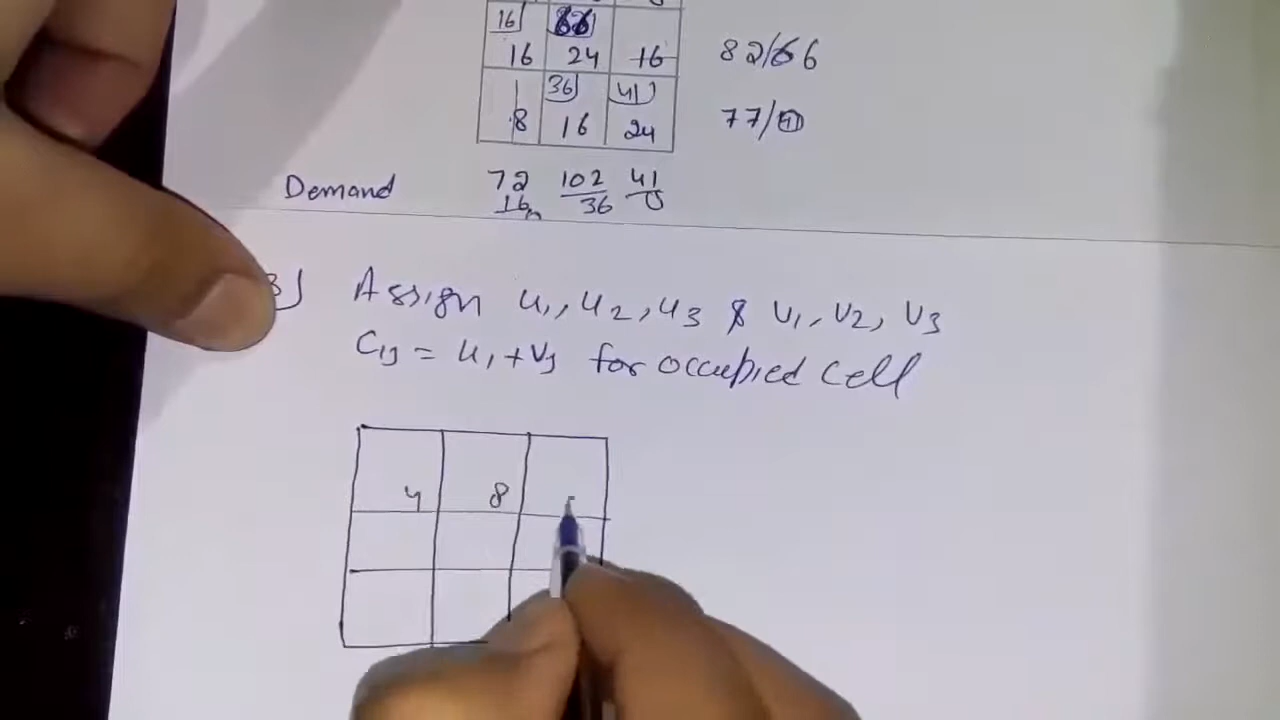 16 66
16 24 16 82/66
36 41
8 16 24 77/41
Demand 72 102 41
16 36 0
3) Assign u1, u2, u3 & v1, v2, v3
Cij = ui + vj for occupied cell
4 8